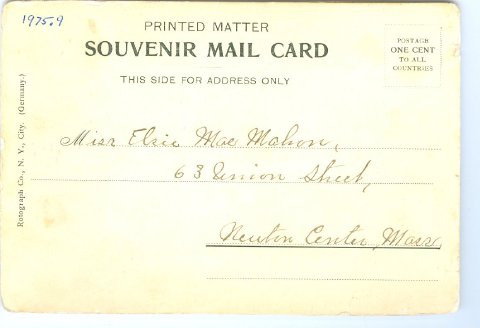 1975.9
PRINTED MATTER
SOUVENIR MAIL CARD
THIS SIDE FOR ADDRESS ONLY
POSTAGE
ONE CENT
TO ALL
COUNTRIES
Rotograph Co., N. Y., City. (Germany.)
Miss Elsie Mac Mahon,
63 Union Street,
Newton Center, Mass.